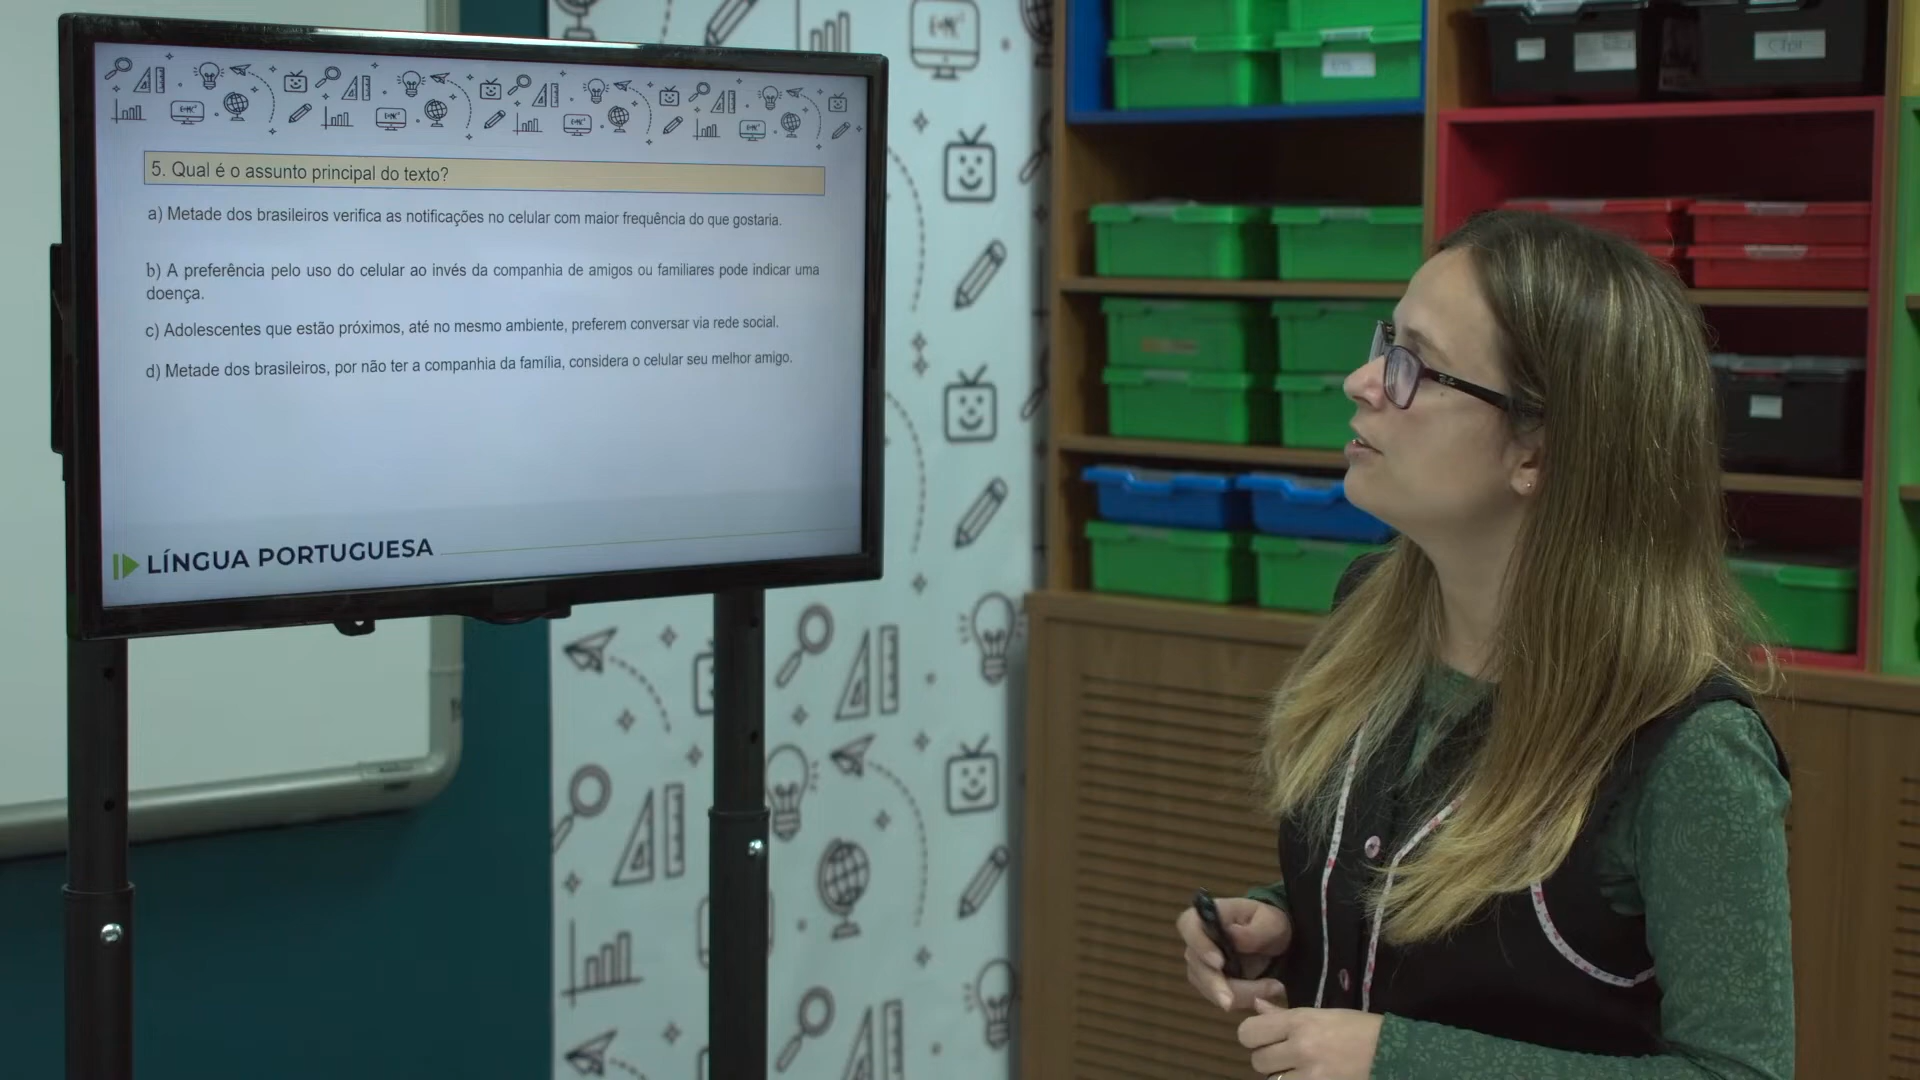 5. Qual é o assunto principal do texto?
a) Metade dos brasileiros verifica as notificações no celular com maior frequência do que gostaria.
b) A preferência pelo uso do celular ao invés da companhia de amigos ou familiares pode indicar uma
doença.
c) Adolescentes que estão próximos, até no mesmo ambiente, preferem conversar via rede social.
d) Metade dos brasileiros, por não ter a companhia da família, considera o celular seu melhor amigo.
LÍNGUA PORTUGUESA